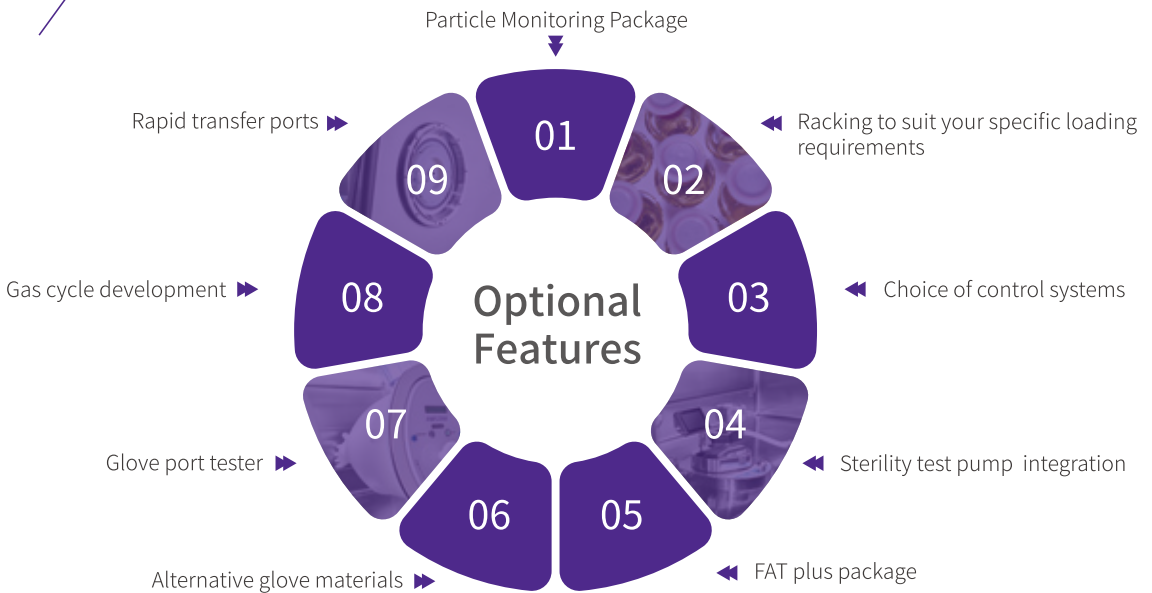 Particle Monitoring Package
01
Racking to suit your specific loading
requirements
02
Choice of control systems
03
Sterility test pump  integration
04
FAT plus package
05
Alternative glove materials
06
Glove port tester
07
Gas cycle development
08
Rapid transfer ports
09
Optional
Features